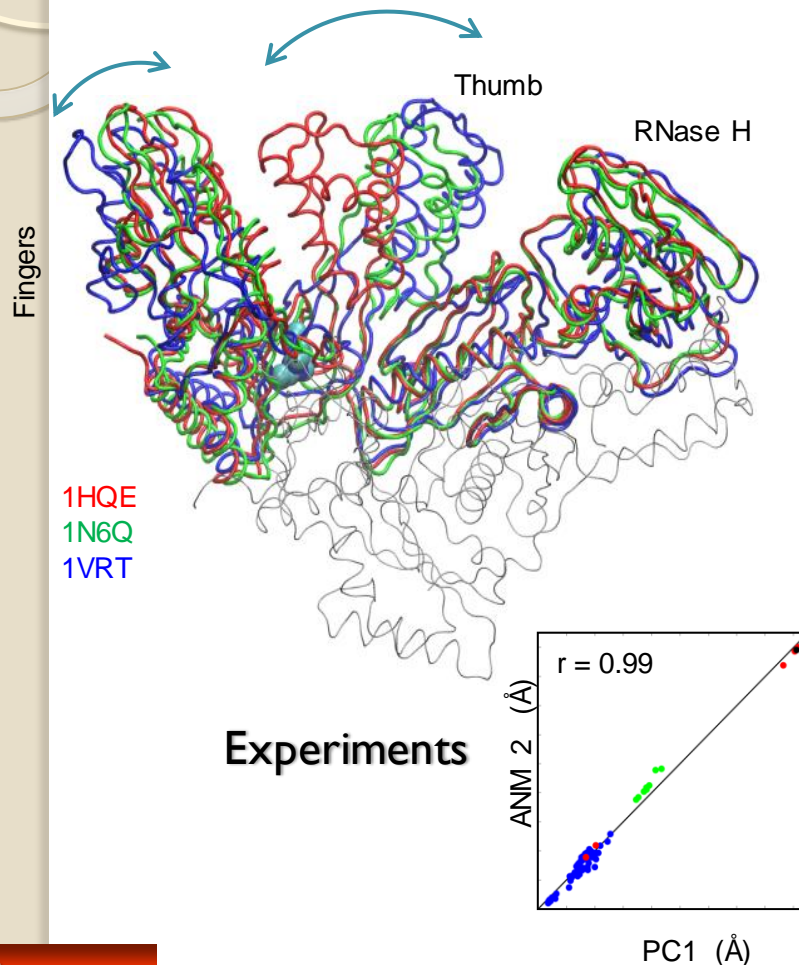 Thumb
RNase H
Fingers
1HQE
1N6Q
1VRT
r = 0.99
Experiments
ANM 2 (Å)
PC1 (Å)